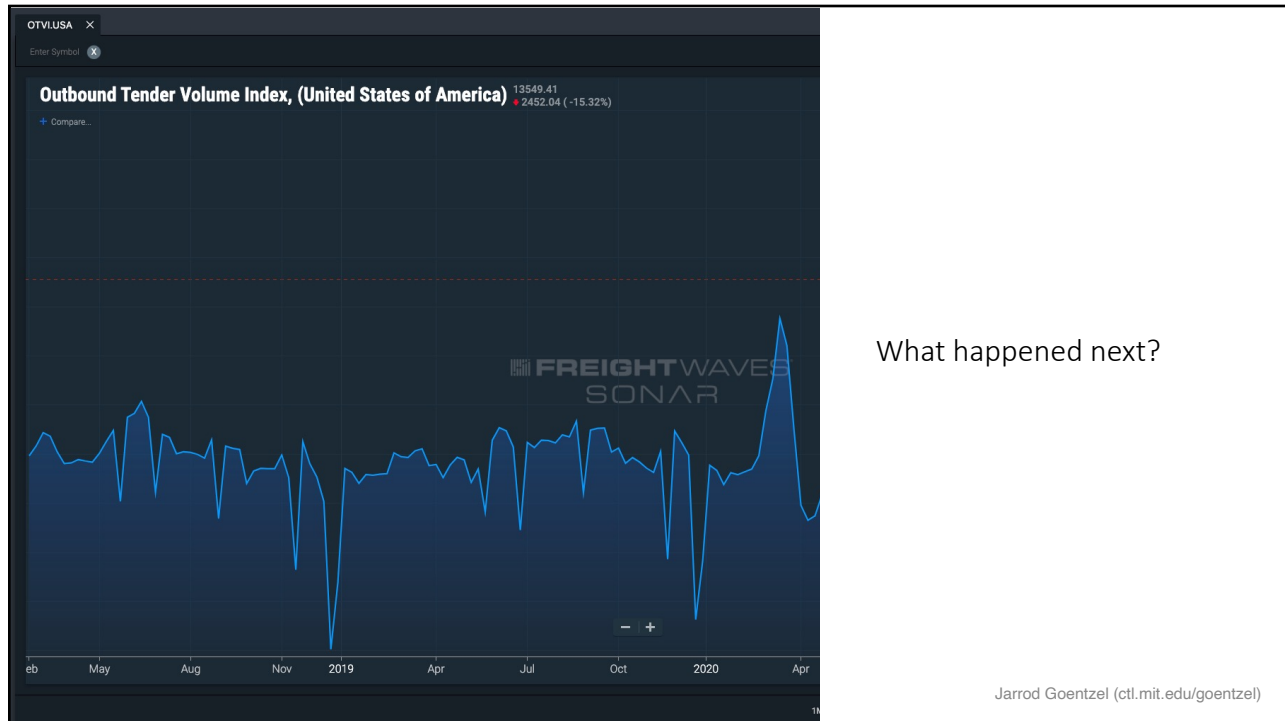 OTVI.USA ×
Enter Symbol X
Outbound Tender Volume Index, (United States of America) 13549.41
2452.04 ( -15.32%)
+ Compare...
What happened next?
FREIGHTWAVES
SONAR
− +
eb May Aug Nov 2019 Apr Jul Oct 2020 Apr
Jarrod Goentzel (ctl.mit.edu/goentzel)